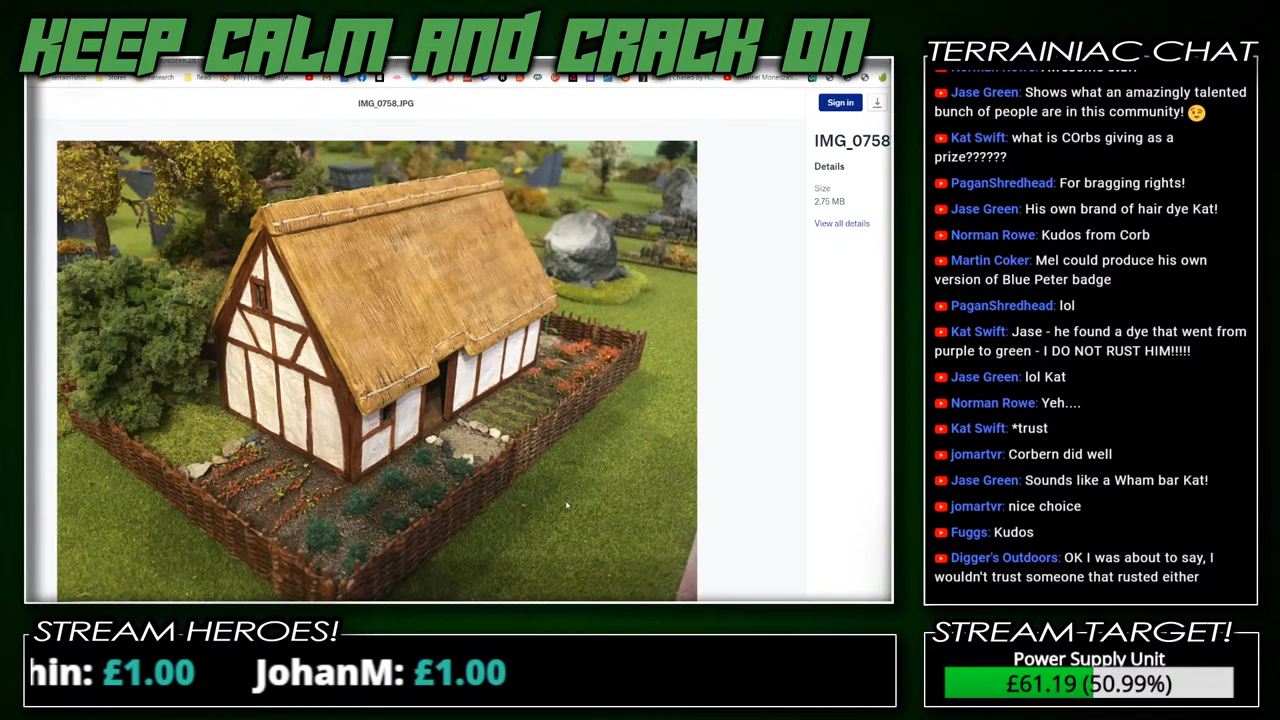 KEEP CALM AND CRACK ON
TerrainTutor Stores Research Read
IMG_0758.JPG
Sign in
IMG_0758
Details
Size
2.75 MB
View all details
TERRAINIAC CHAT
Jase Green: Shows what an amazingly talented
bunch of people are in this community! 😉
Kat Swift: what is COrbs giving as a
prize??????
PaganShredhead: For bragging rights!
Jase Green: His own brand of hair dye Kat!
Norman Rowe: Kudos from Corb
Martin Coker: Mel could produce his own
version of Blue Peter badge
PaganShredhead: lol
Kat Swift: Jase - he found a dye that went from
purple to green - I DO NOT RUST HIM!!!!!
Jase Green: lol Kat
Norman Rowe: Yeh....
Kat Swift: *trust
jomartvr: Corbern did well
Jase Green: Sounds like a Wham bar Kat!
jomartvr: nice choice
Fuggs: Kudos
Digger's Outdoors: OK I was about to say, I
wouldn't trust someone that rusted either
STREAM HEROES!
hin: £1.00 JohanM: £1.00
STREAM TARGET!
Power Supply Unit
£61.19 (50.99%)